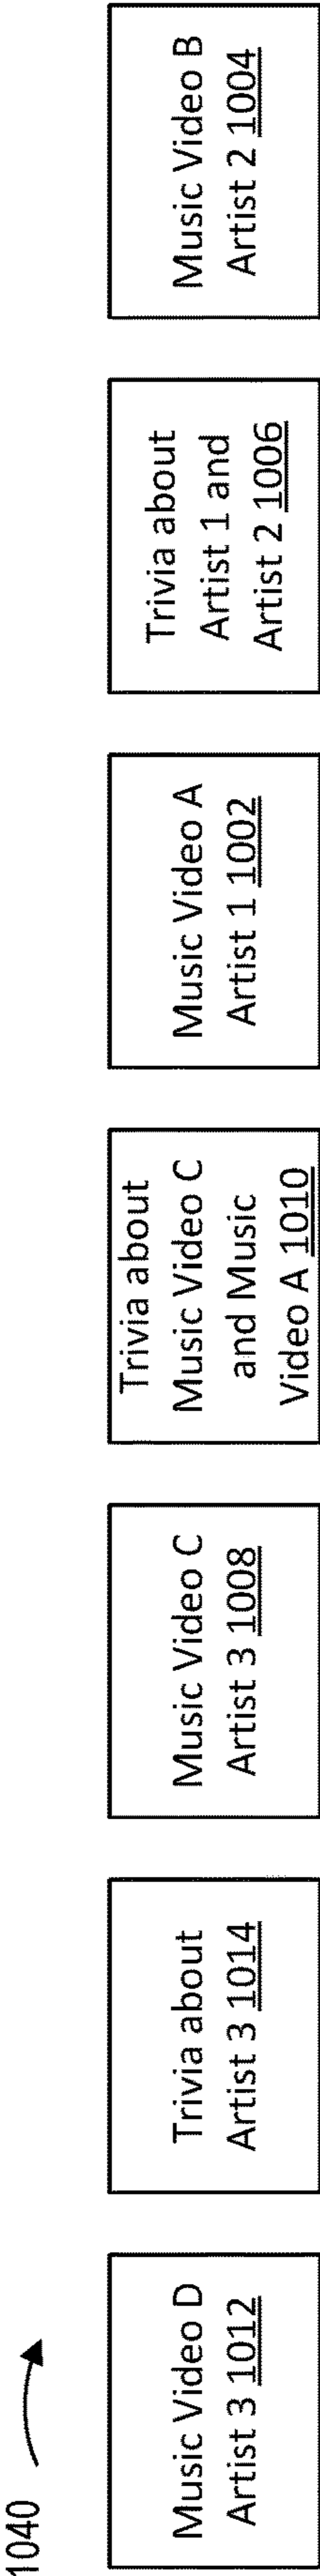 1040
Music Video D
Artist 3 1012
Trivia about
Artist 3 1014
Music Video C
Artist 3 1008
Trivia about
Music Video C
and Music
Video A 1010
Music Video A
Artist 1 1002
Trivia about
Artist 1 and
Artist 2 1006
Music Video B
Artist 2 1004